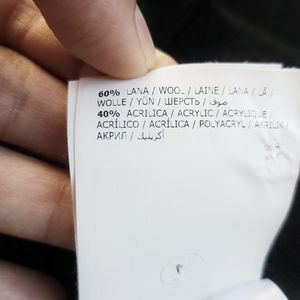 60% LANA / WOOL / LAINE / LANA / LÃ /
WOLLE / YÜN / ШЕРСТЬ / صوف /
40% ACRILICA / ACRYLIC / ACRYLIQUE /
ACRÍLICO / ACRÍLICA / POLYACRYL / AKRILIK /
АКРИЛ / أكريليك /